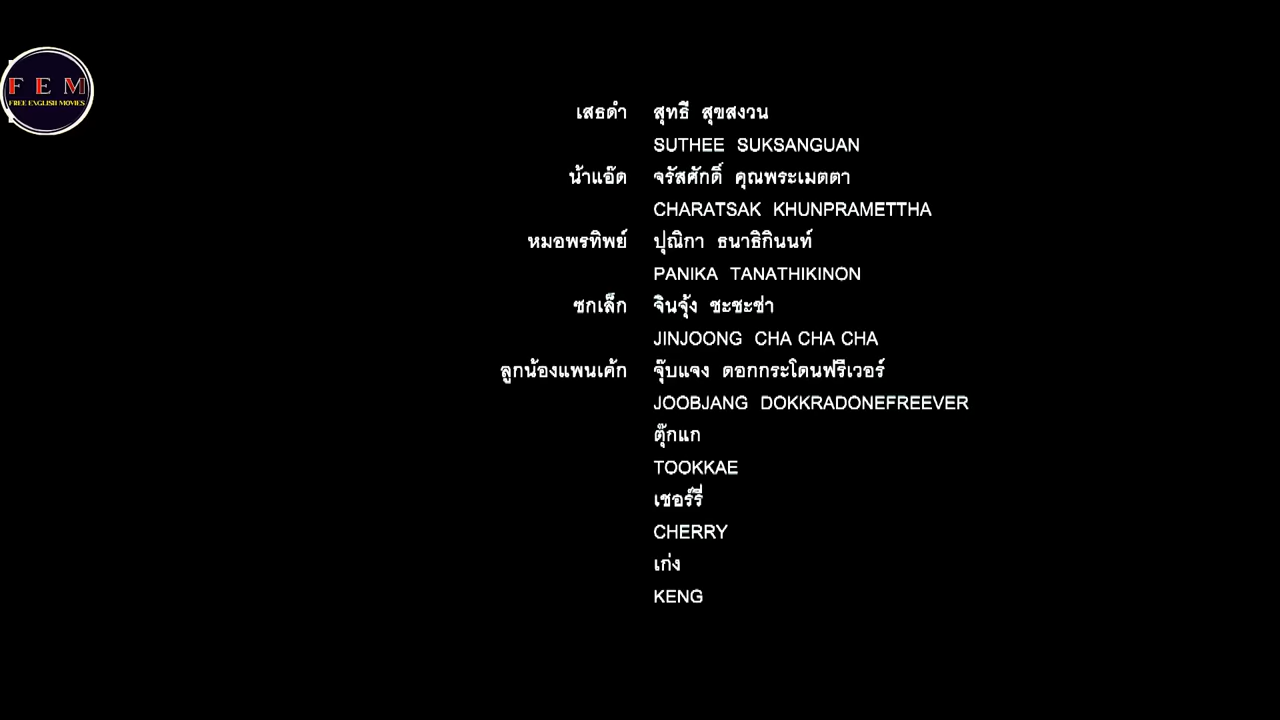 F E M
FREE ENGLISH MOVIES
เสธดำ สุทธี สุขสงวน
SUTHEE SUKSANGUAN
น้าแอ๊ด จรัสศักดิ์ คุณพระเมตตา
CHARATSAK KHUNPRAMETTHA
หมอพรทิพย์ ปุณิกา ธนาธิกินนท์
PANIKA TANATHIKINON
ซกเล็ก จินจุ้ง ชะชะช่า
JINJOONG CHA CHA CHA
ลูกน้องแพนเค้ก จุ๊บแจง ดอกกระโดนฟรีเวอร์
JOOBJANG DOKKRADONEFREEVER
ตุ๊กแก
TOOKKAE
เชอร์รี่
CHERRY
เก่ง
KENG